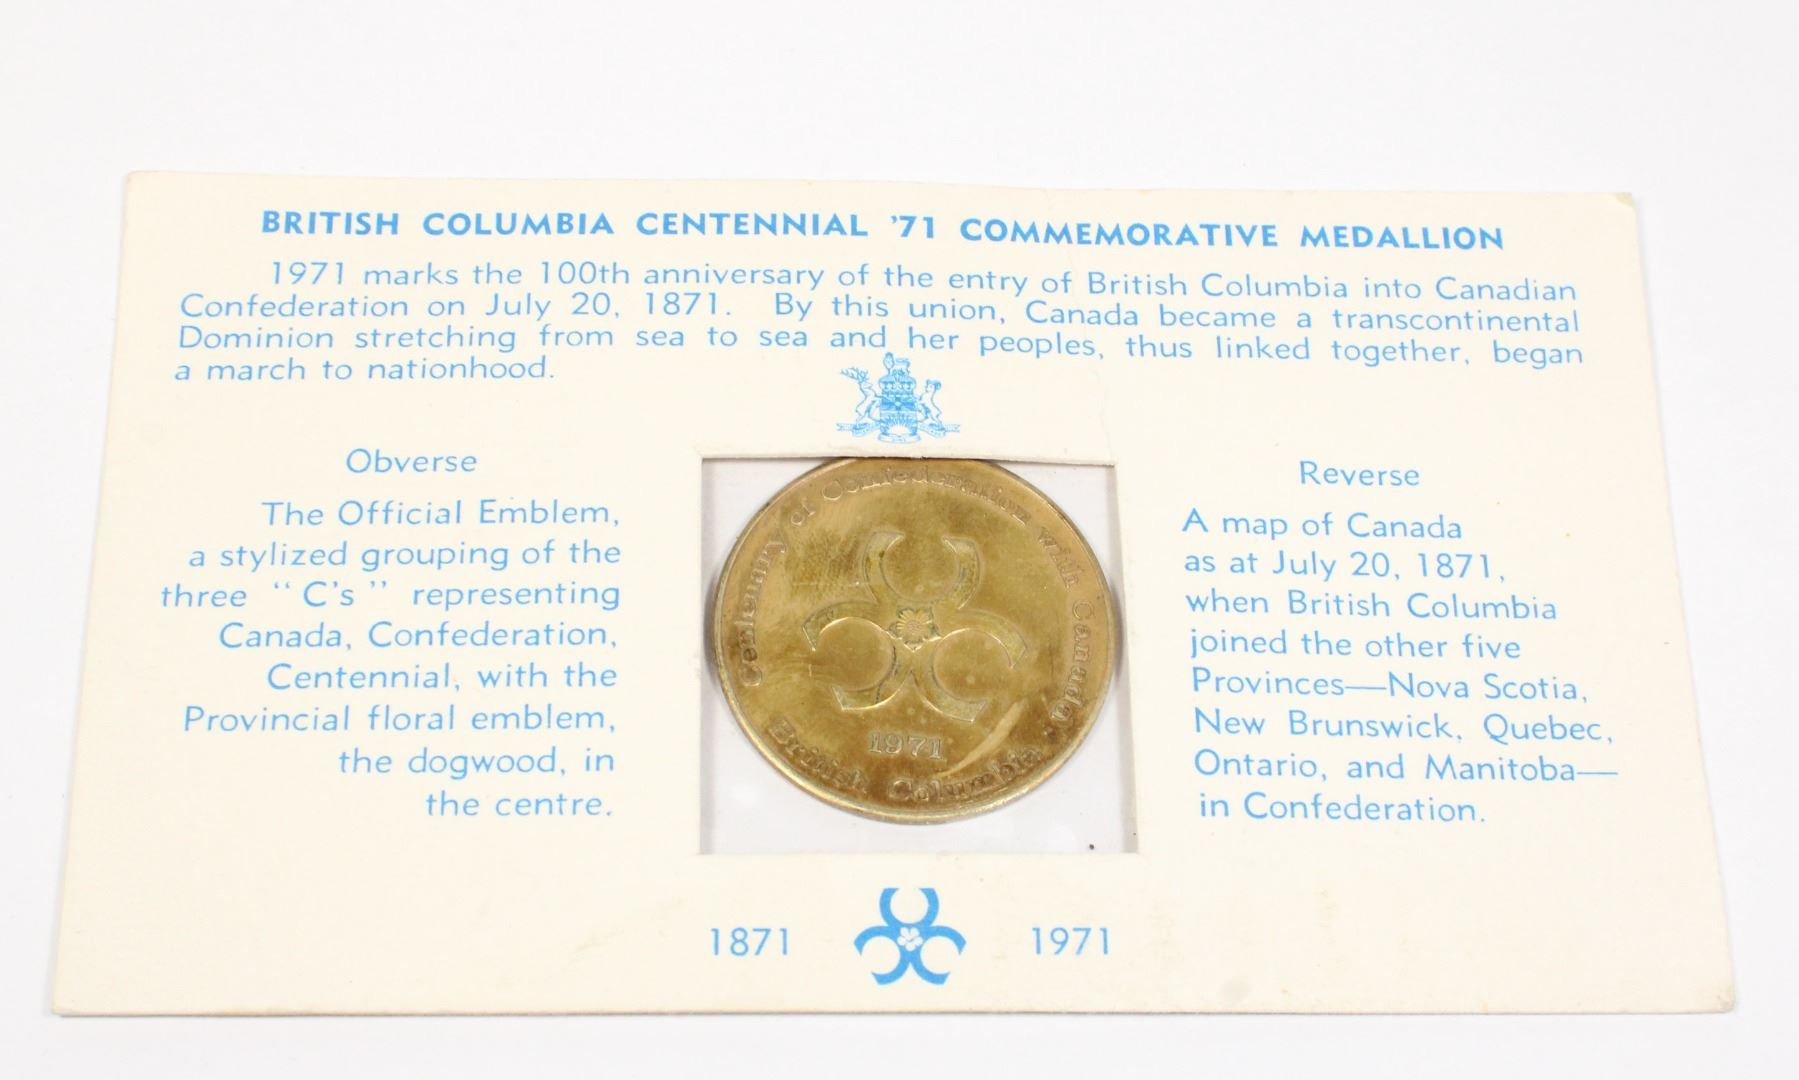 BRITISH COLUMBIA CENTENNIAL '71 COMMEMORATIVE MEDALLION
1971 marks the 100th anniversary of the entry of British Columbia into Canadian
Confederation on July 20, 1871. By this union, Canada became a transcontinental
Dominion stretching from sea to sea and her peoples, thus linked together, began
a march to nationhood.
Obverse
The Official Emblem,
a stylized grouping of the
three "C's" representing
Canada, Confederation,
Centennial, with the
Provincial floral emblem,
the dogwood, in
the centre.
Centenary of Confederation with Canada
1971
British Columbia
Reverse
A map of Canada
as at July 20, 1871,
when British Columbia
joined the other five
Provinces—Nova Scotia,
New Brunswick, Quebec,
Ontario, and Manitoba—
in Confederation.
1871 1971